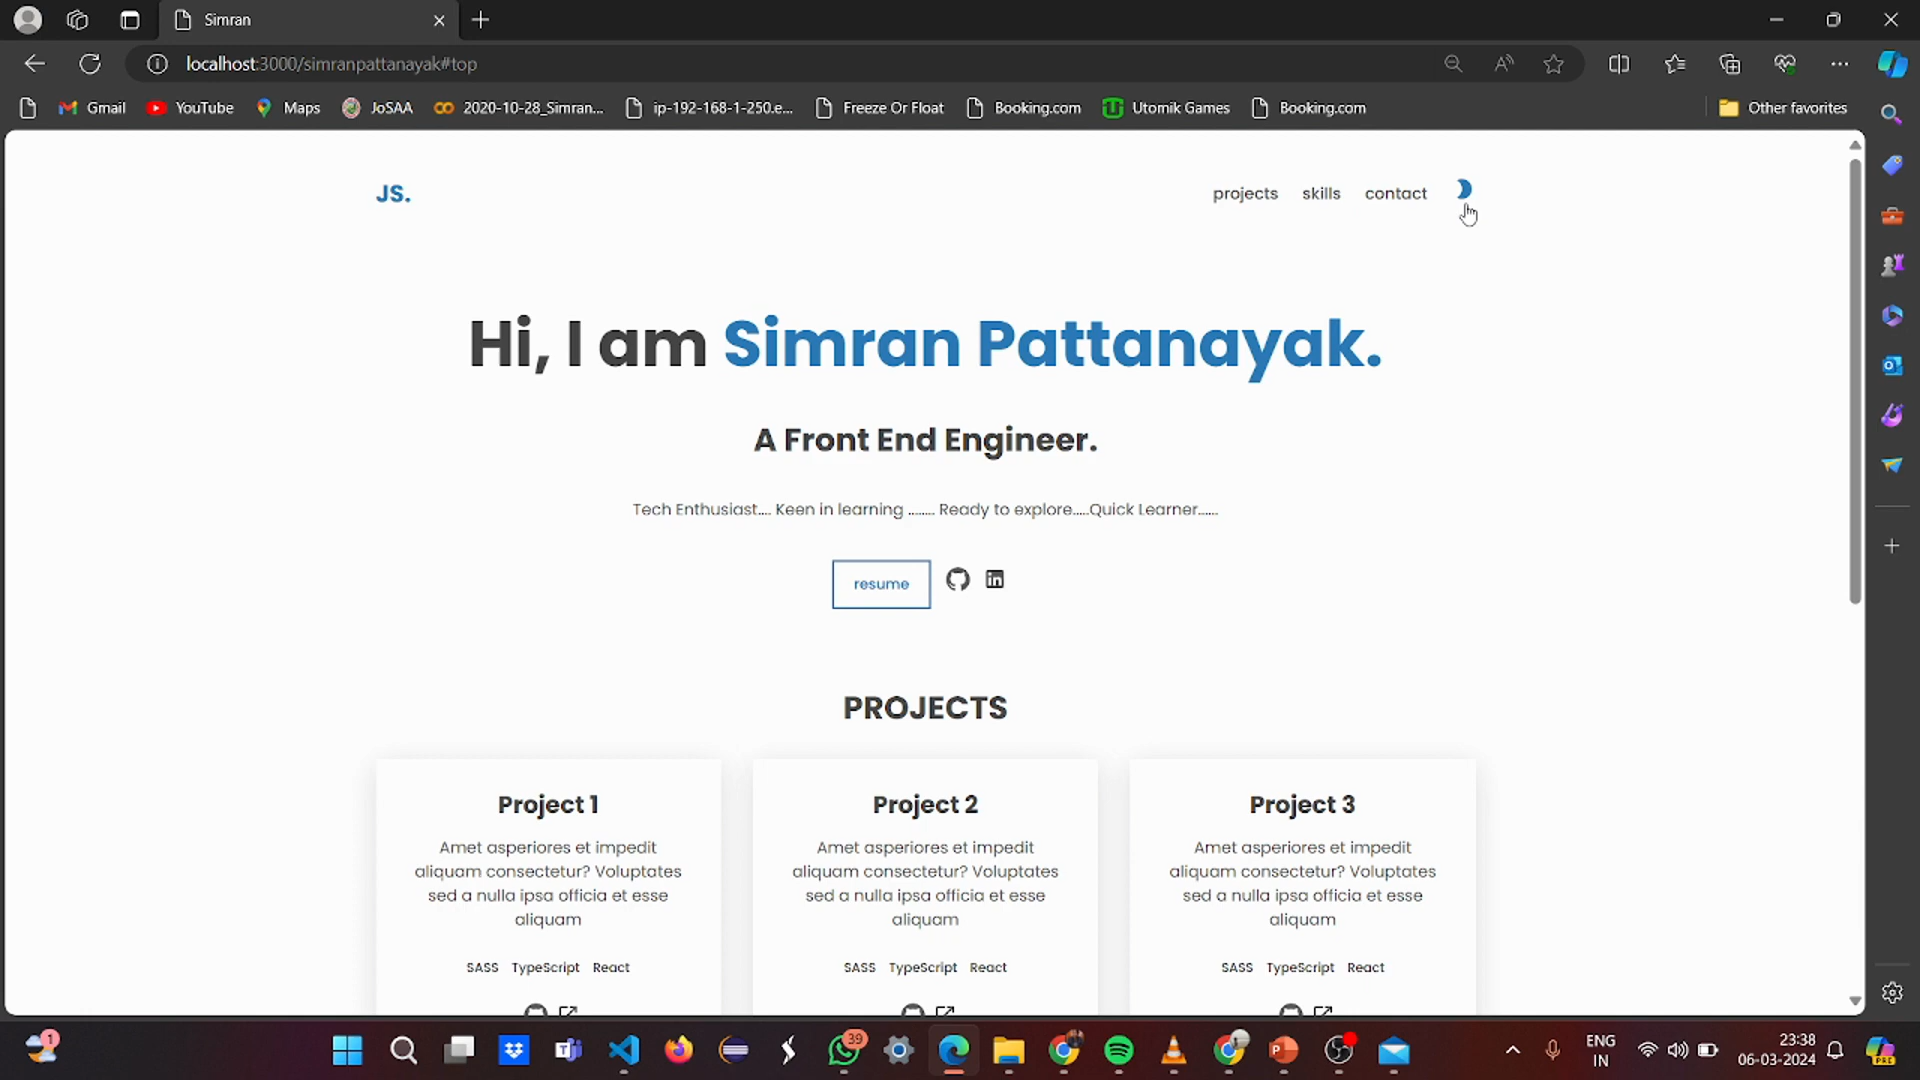 Simran
localhost:3000/simranpattanayak#top
Gmail YouTube Maps JoSAA 2020-10-28_Simran... ip-192-168-1-250.e... Freeze Or Float Booking.com Utomik Games Booking.com Other favorites
JS. projects skills contact
Hi, I am Simran Pattanayak.
A Front End Engineer.
Tech Enthusiast.... Keen in learning ........ Ready to explore.....Quick Learner......
resume
PROJECTS
Project 1
Amet asperiores et impedit
aliquam consectetur? Voluptates
sed a nulla ipsa officia et esse
aliquam
SASS TypeScript React
Project 2
Amet asperiores et impedit
aliquam consectetur? Voluptates
sed a nulla ipsa officia et esse
aliquam
SASS TypeScript React
Project 3
Amet asperiores et impedit
aliquam consectetur? Voluptates
sed a nulla ipsa officia et esse
aliquam
SASS TypeScript React
1
39
ENG
IN
23:38
06-03-2024
PRE